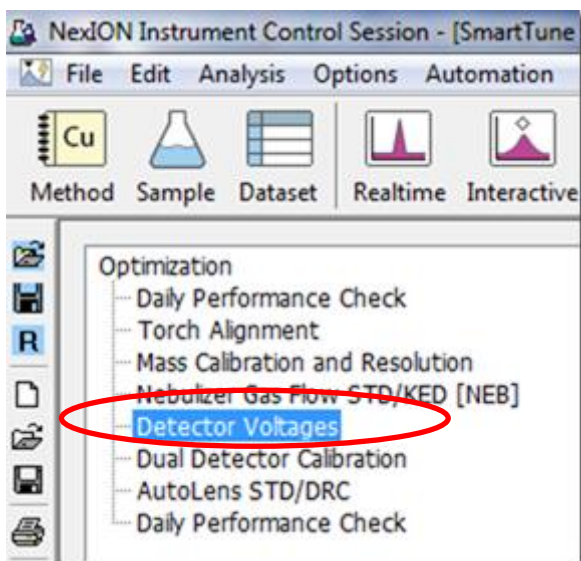 NexION Instrument Control Session - [SmartTune
File Edit Analysis Options Automation
Cu
Method Sample Dataset Realtime Interactive
Optimization
Daily Performance Check
Torch Alignment
Mass Calibration and Resolution
Nebulizer Gas Flow STD/KED [NEB]
R
Detector Voltages
Dual Detector Calibration
AutoLens STD/DRC
Daily Performance Check